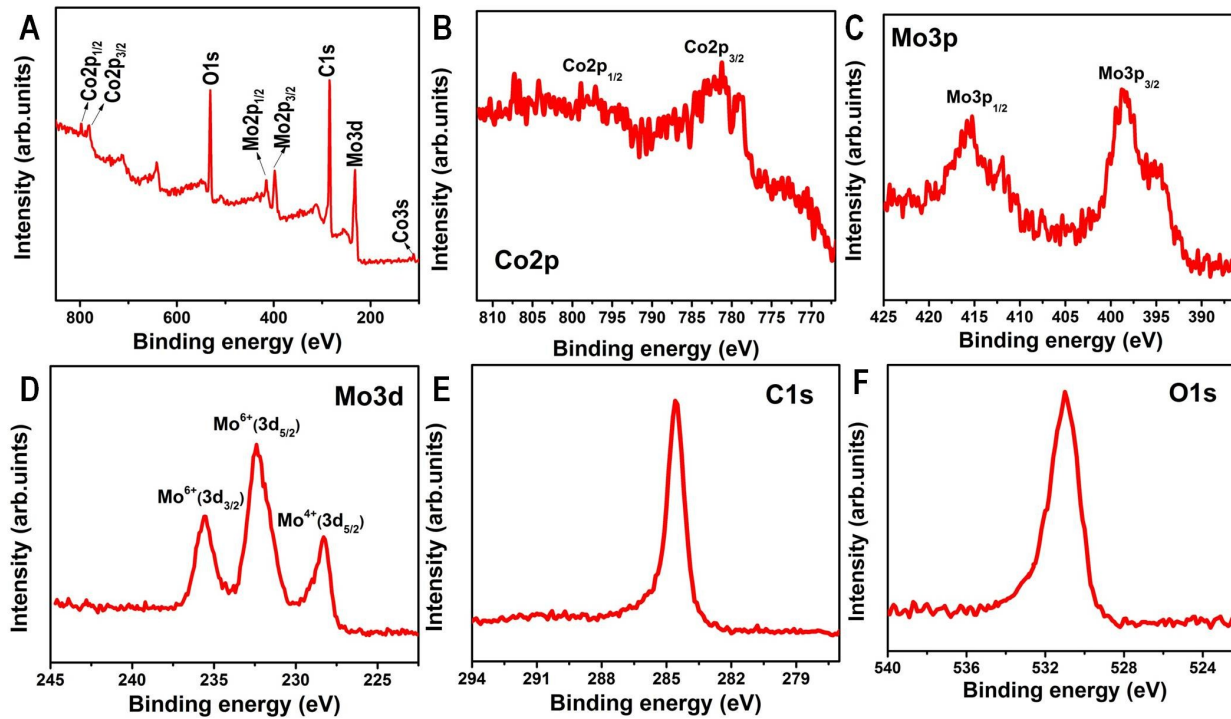 A
Intensity (arb.units)
Co2p1/2
Co2p3/2
O1s
Mo2p1/2
Mo2p3/2
C1s
Mo3d
Co3s
800 600 400 200
Binding energy (eV)
B
Intensity (arb.units)
Co2p1/2
Co2p3/2
Co2p
810 805 800 795 790 785 780 775 770
Binding energy (eV)
C
Intensity (arb.uints)
Mo3p
Mo3p1/2
Mo3p3/2
425 420 415 410 405 400 395 390
Binding energy (eV)
D
Intensity (arb.uints)
Mo3d
Mo6+(3d5/2)
Mo6+(3d3/2)
Mo4+(3d5/2)
245 240 235 230 225
Binding energy (eV)
E
Intensity (arb.units)
C1s
294 291 288 285 282 279
Binding energy (eV)
F
Intensity (arb.units)
O1s
540 536 531 528 524
Binding energy (eV)